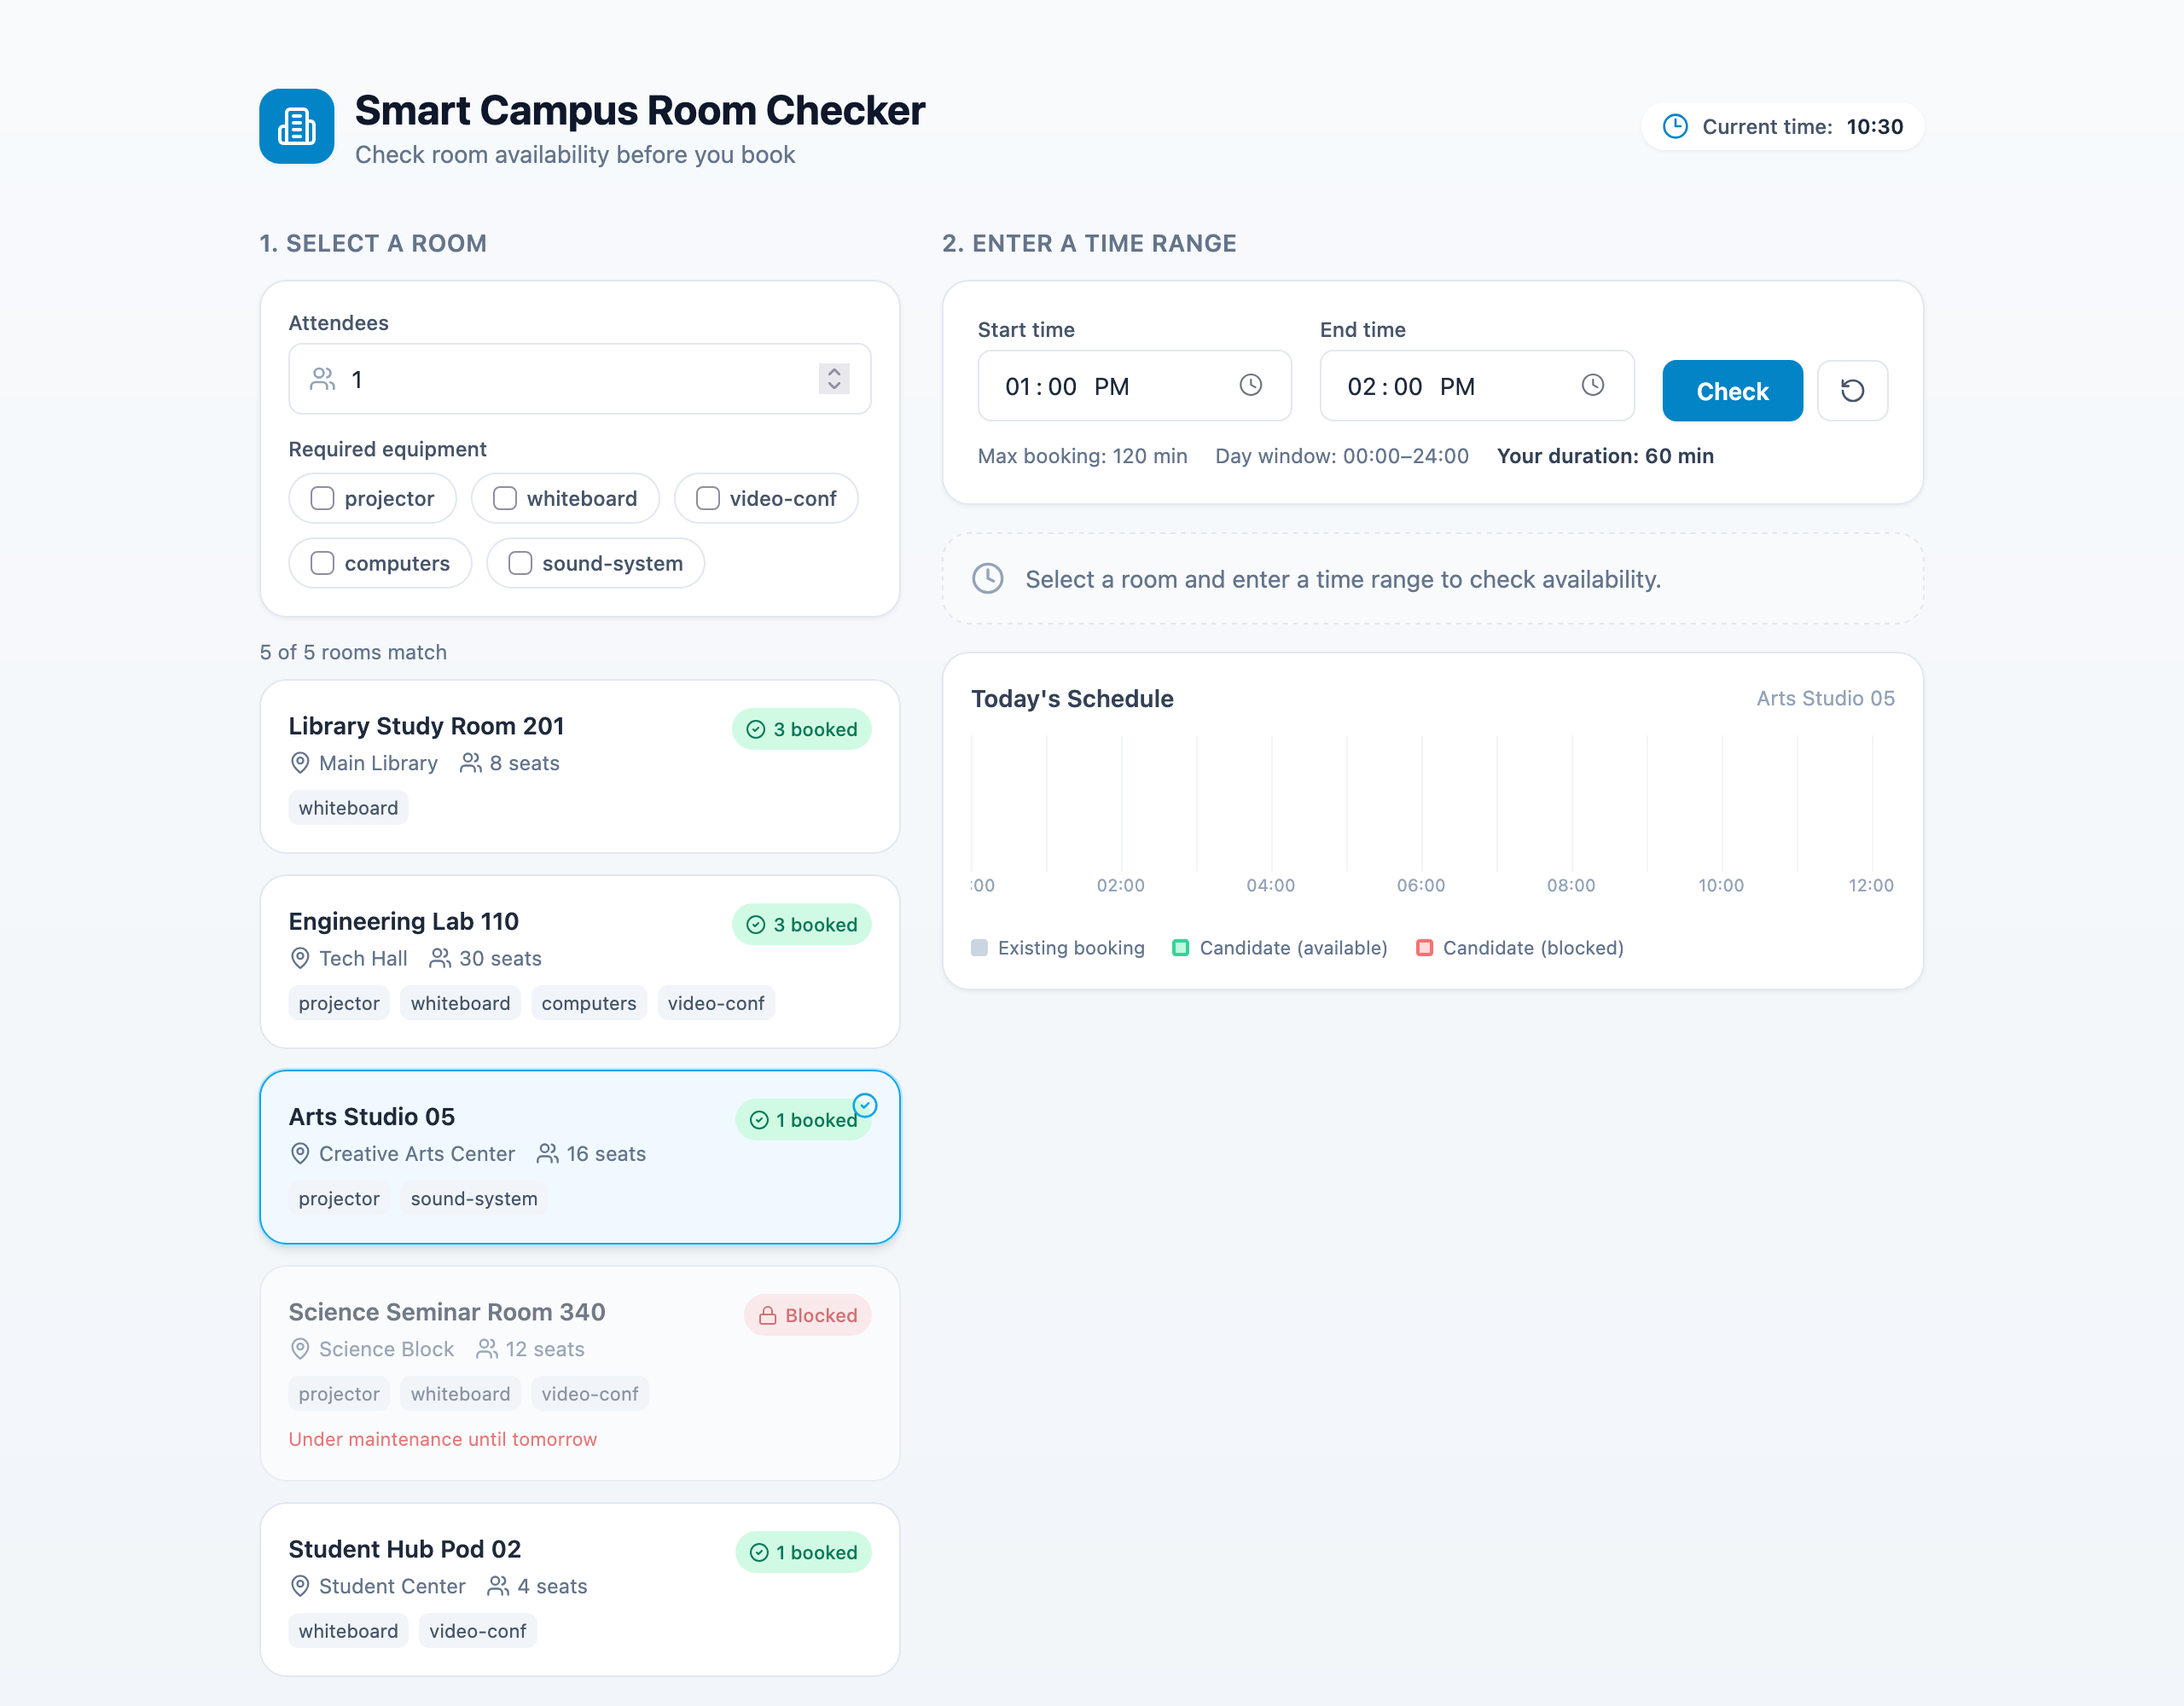 Smart Campus Room Checker
Check room availability before you book
Current time: 10:30
1. SELECT A ROOM
Attendees
1
Required equipment
projector whiteboard video-conf
computers sound-system
5 of 5 rooms match
Library Study Room 201 3 booked
Main Library 8 seats
whiteboard
Engineering Lab 110 3 booked
Tech Hall 30 seats
projector whiteboard computers video-conf
Arts Studio 05 1 booked
Creative Arts Center 16 seats
projector sound-system
Science Seminar Room 340 Blocked
Science Block 12 seats
projector whiteboard video-conf
Under maintenance until tomorrow
Student Hub Pod 02 1 booked
Student Center 4 seats
whiteboard video-conf
2. ENTER A TIME RANGE
Start time End time
01:00 PM 02:00 PM Check
Max booking: 120 min Day window: 00:00–24:00 Your duration: 60 min
Select a room and enter a time range to check availability.
Today's Schedule Arts Studio 05
:00 02:00 04:00 06:00 08:00 10:00 12:00
Existing booking Candidate (available) Candidate (blocked)